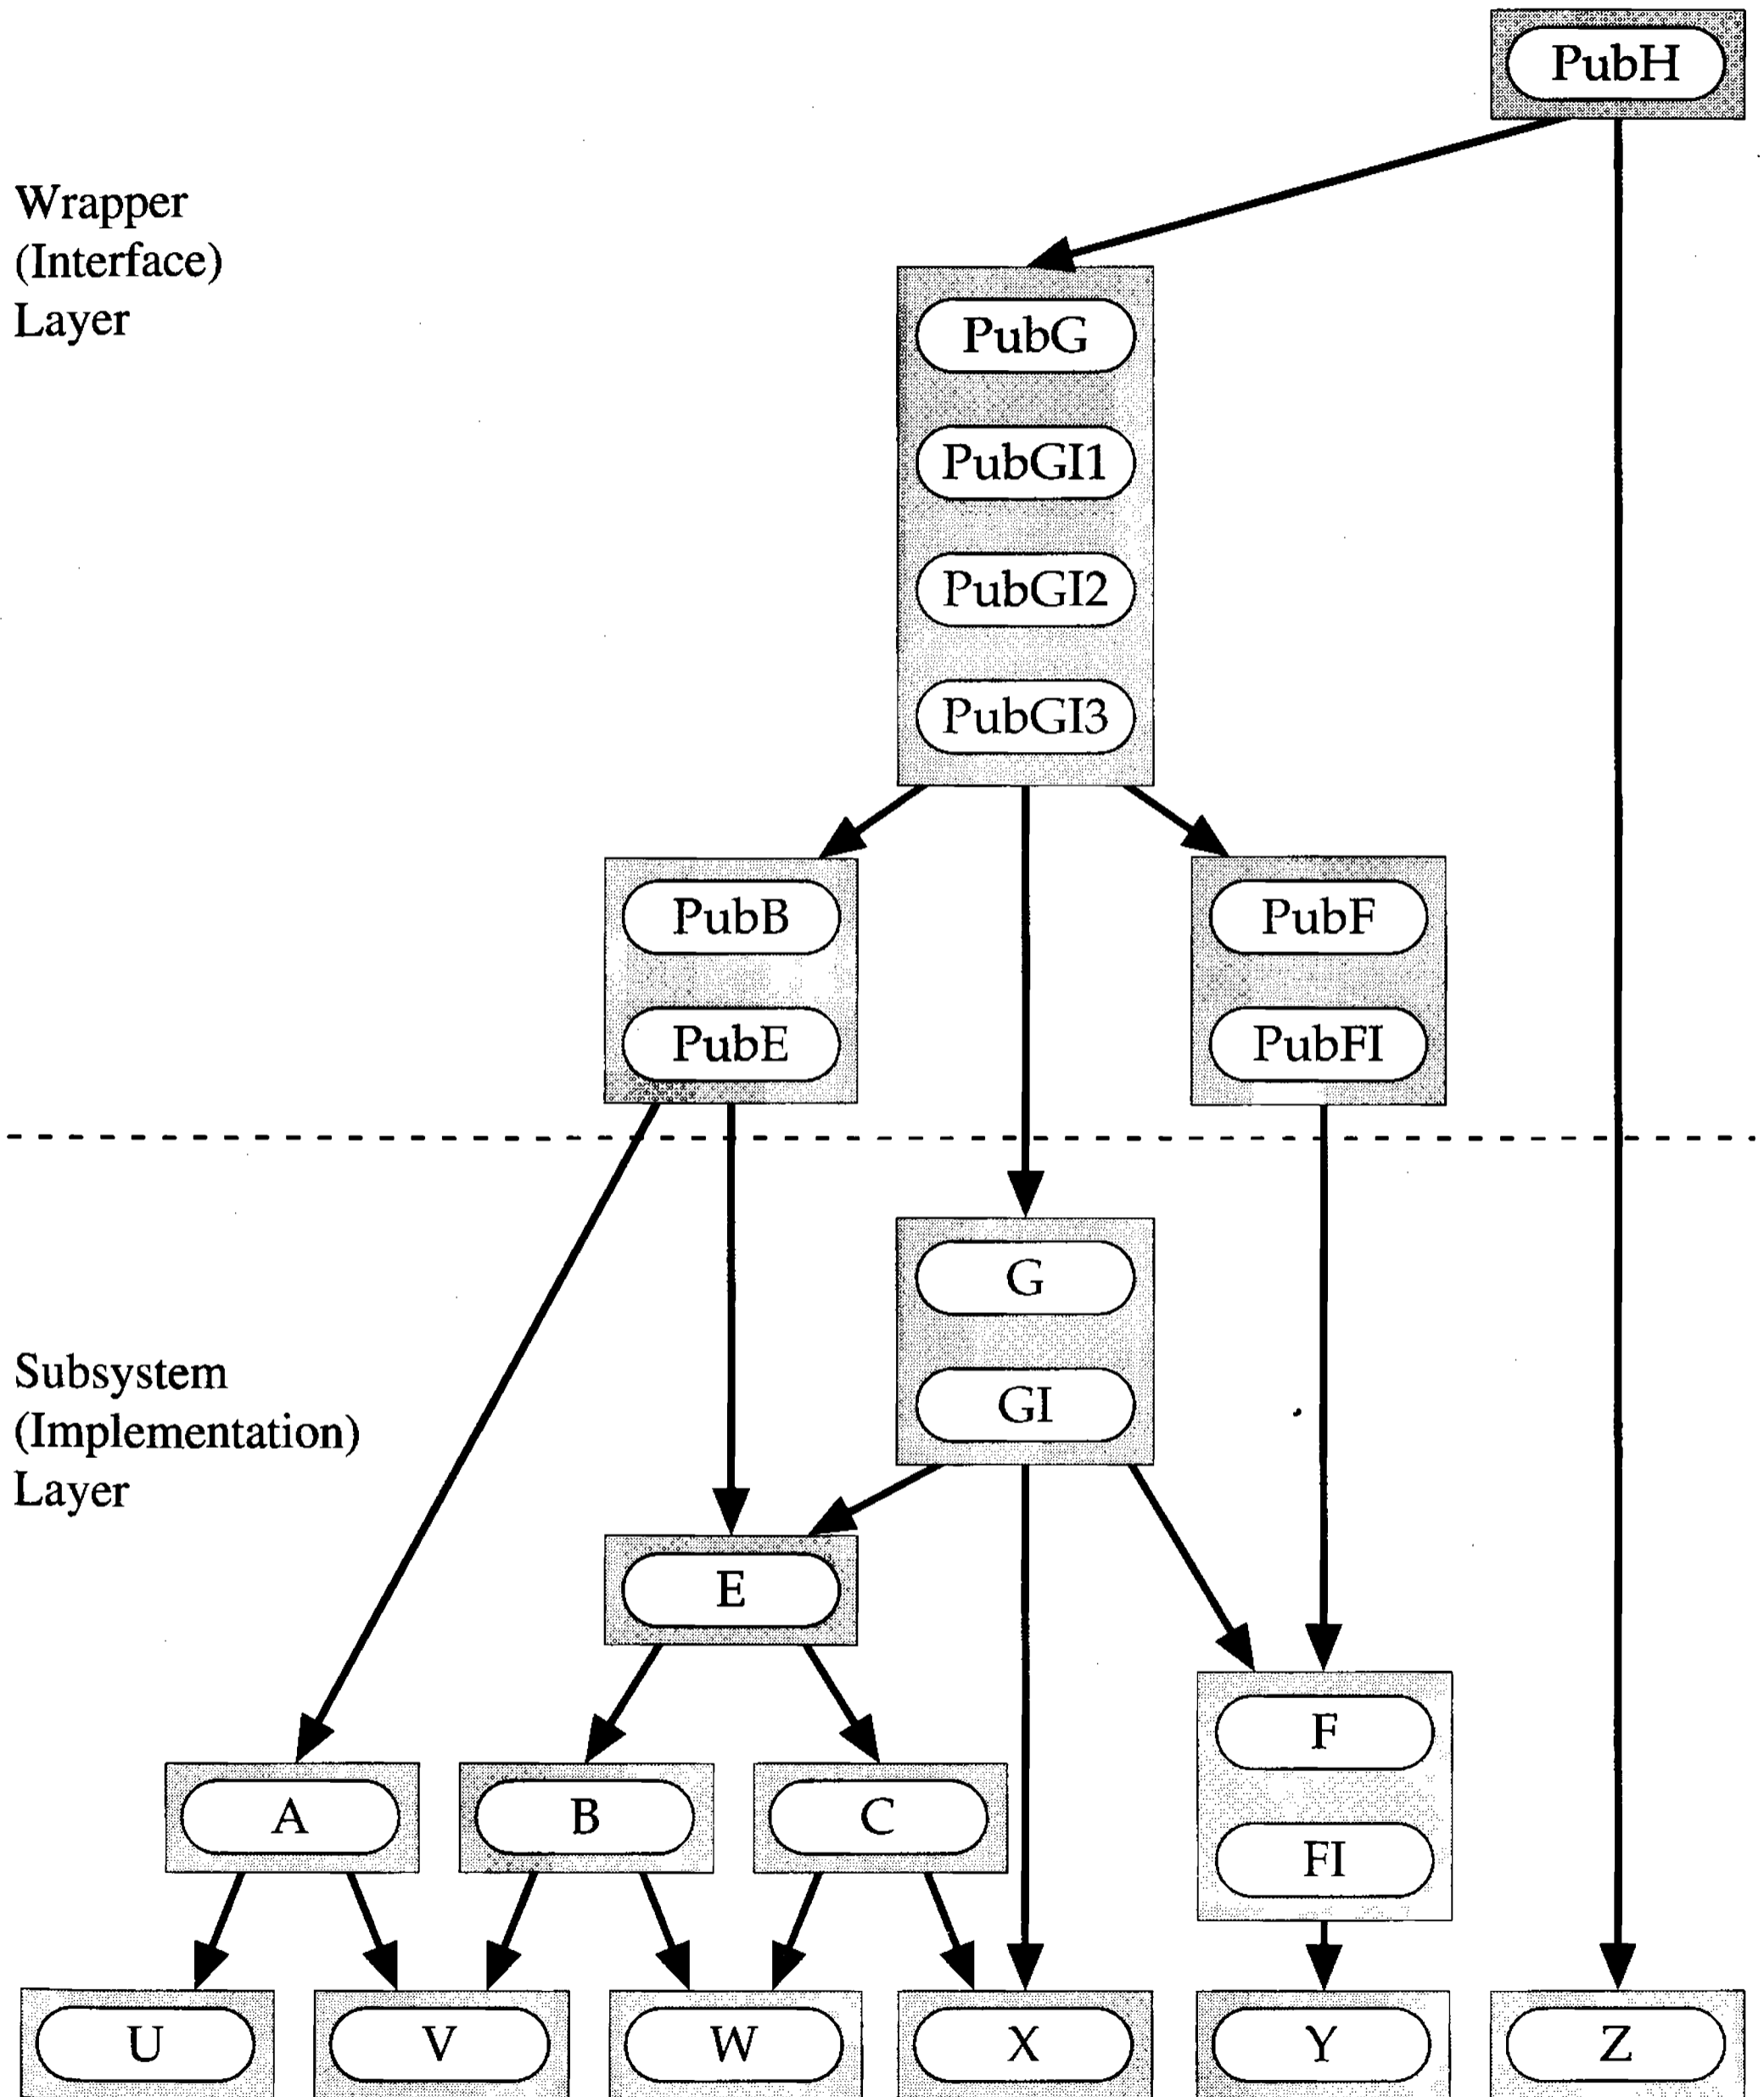 PubH
Wrapper
(Interface)
Layer
PubG
PubGI1
PubGI2
PubGI3
PubB
PubF
PubE
PubFI
G
Subsystem
(Implementation)
Layer
GI
E
F
A
B
C
FI
U
V
W
X
Y
Z